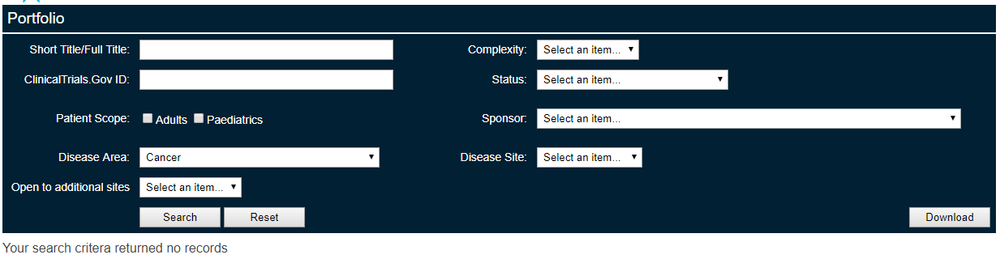 Portfolio
Short Title/Full Title:
Complexity: Select an item...
ClinicalTrials.Gov ID:
Status: Select an item...
Patient Scope: Adults Paediatrics
Sponsor: Select an item...
Disease Area: Cancer
Disease Site: Select an item...
Open to additional sites Select an item...
Search Reset Download
Your search critera returned no records